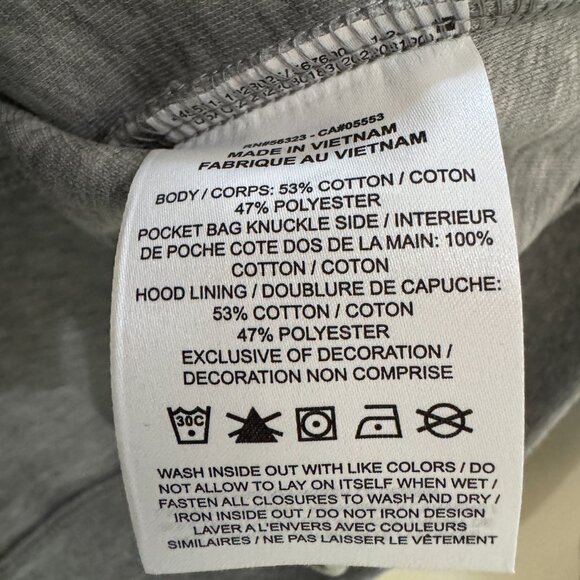 RN#56323 - CA#05553
MADE IN VIETNAM
FABRIQUE AU VIETNAM
BODY / CORPS: 53% COTTON / COTON
47% POLYESTER
POCKET BAG KNUCKLE SIDE / INTERIEUR
DE POCHE COTE DOS DE LA MAIN: 100%
COTTON / COTON
HOOD LINING / DOUBLURE DE CAPUCHE:
53% COTTON / COTON
47% POLYESTER
EXCLUSIVE OF DECORATION /
DECORATION NON COMPRISE
30C
WASH INSIDE OUT WITH LIKE COLORS / DO
NOT ALLOW TO LAY ON ITSELF WHEN WET /
FASTEN ALL CLOSURES TO WASH AND DRY /
IRON INSIDE OUT / DO NOT IRON DESIGN
LAVER A L'ENVERS AVEC COULEURS
SIMILAIRES / NE PAS LAISSER LE VÊTEMENT